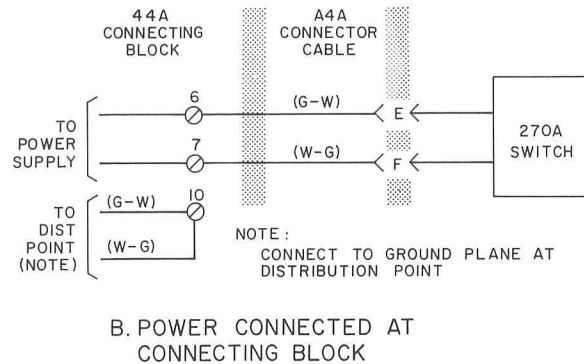 44A
CONNECTING
BLOCK
A4A
CONNECTOR
CABLE
6
(G-W)
E
TO
POWER
SUPPLY
7
(W-G)
F
270A
SWITCH
10
TO
DIST
POINT
(NOTE)
(G-W)
(W-G)
NOTE:
CONNECT TO GROUND PLANE AT
DISTRIBUTION POINT
B. POWER CONNECTED AT
CONNECTING BLOCK